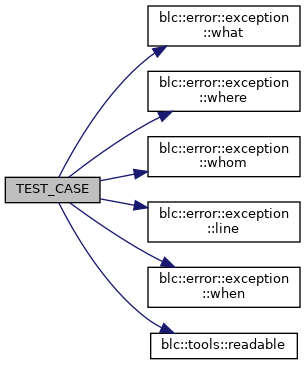 blc::error::exception
::what
blc::error::exception
::where
blc::error::exception
::whom
TEST_CASE
blc::error::exception
::line
blc::error::exception
::when
blc::tools::readable